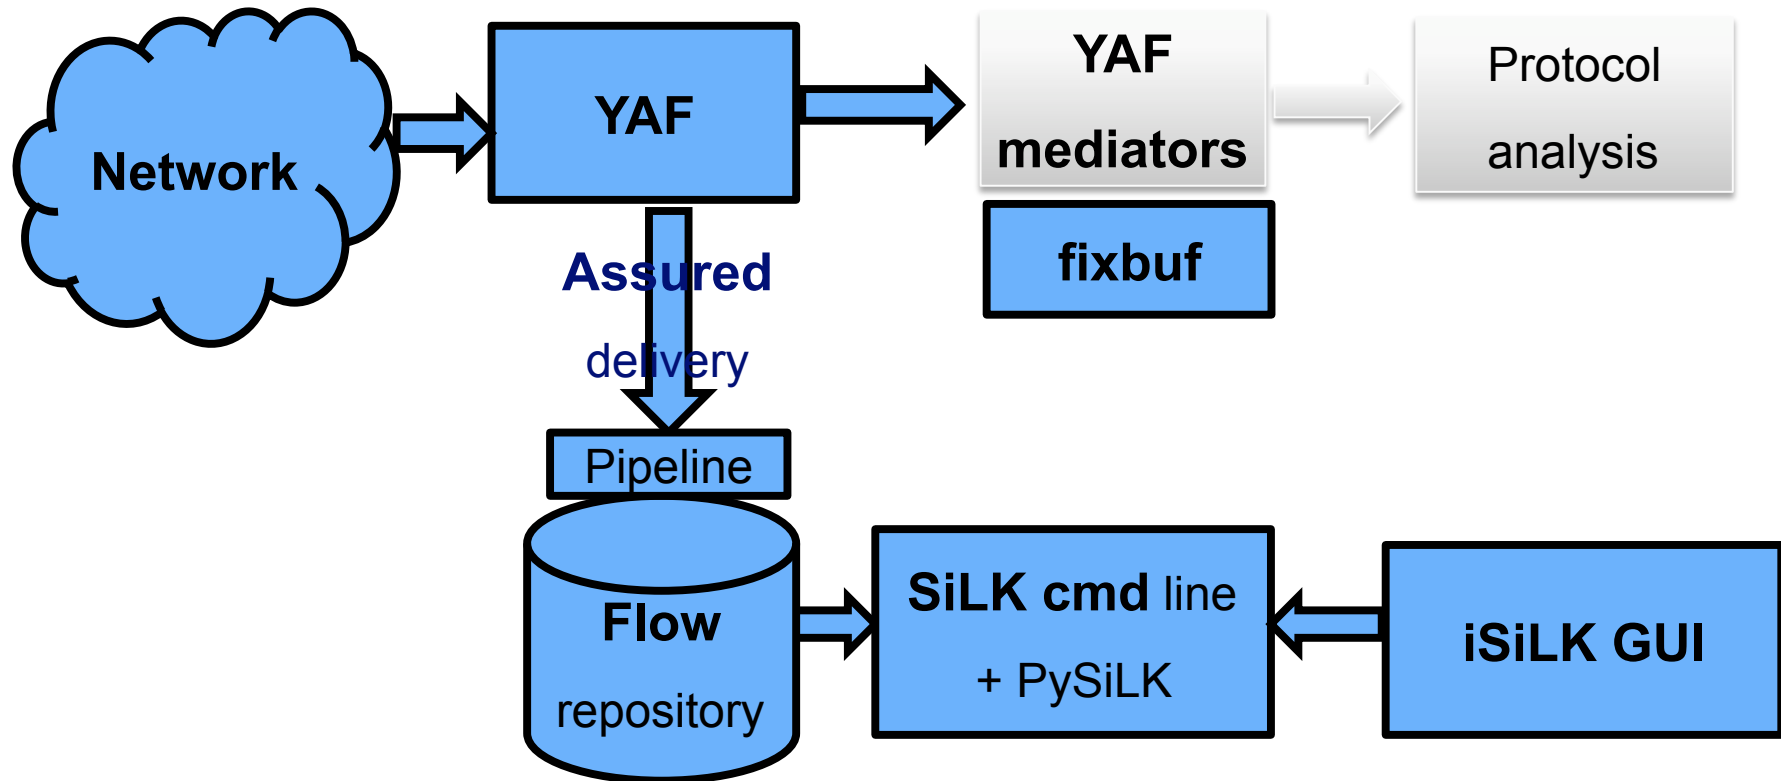 Network
YAF
YAF
mediators
Protocol
analysis
fixbuf
Assured
delivery
Pipeline
Flow
repository
SiLK cmd line
+ PySiLK
iSiLK GUI